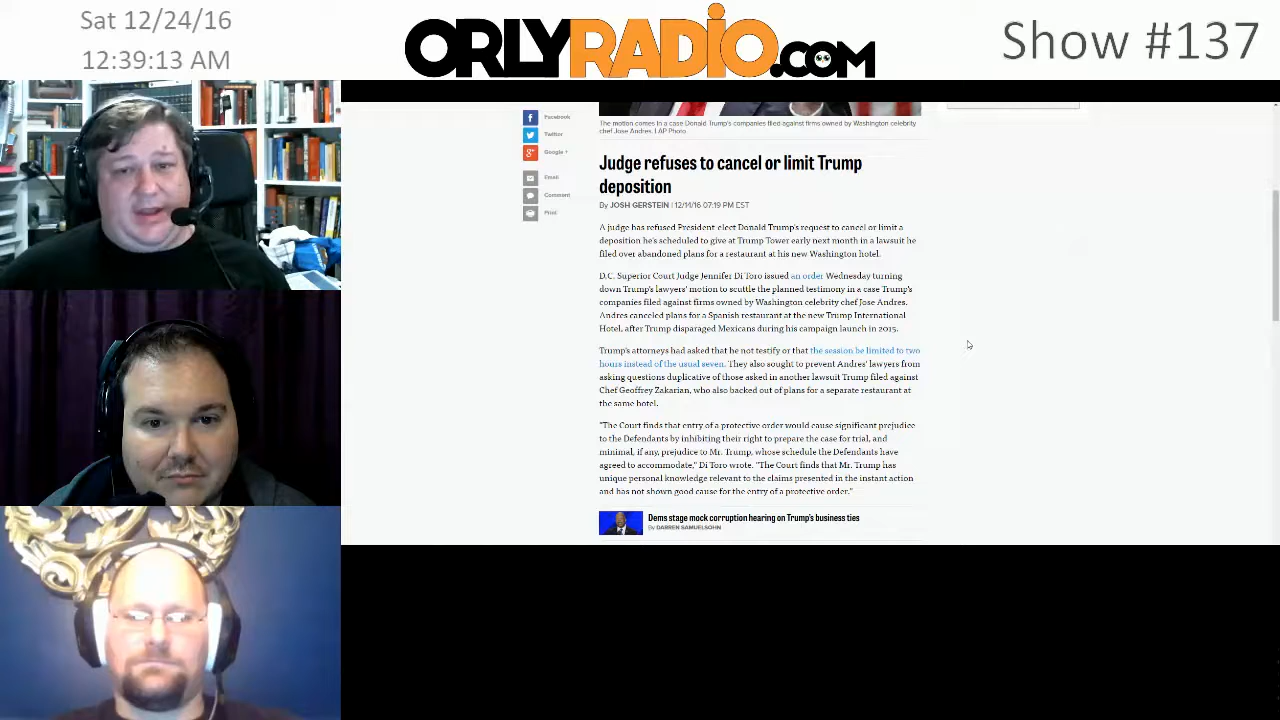 Sat 12/24/16
12:39:13 AM
ORLYRADIO.COM
Show #137
Facebook
Twitter
Google +
Email
Comment
Print
The motion comes in a case Donald Trump's companies filed against firms owned by Washington celebrity
chef Jose Andres. | AP Photo
Judge refuses to cancel or limit Trump
deposition
By JOSH GERSTEIN | 12/14/16 07:19 PM EST
A judge has refused President-elect Donald Trump's request to cancel or limit a
deposition he's scheduled to give at Trump Tower early next month in a lawsuit he
filed over abandoned plans for a restaurant at his new Washington hotel.
D.C. Superior Court Judge Jennifer Di Toro issued an order Wednesday turning
down Trump's lawyers' motion to scuttle the planned testimony in a case Trump's
companies filed against firms owned by Washington celebrity chef Jose Andres.
Andres canceled plans for a Spanish restaurant at the new Trump International
Hotel, after Trump disparaged Mexicans during his campaign launch in 2015.
Trump's attorneys had asked that he not testify or that the session be limited to two
hours instead of the usual seven. They also sought to prevent Andres' lawyers from
asking questions duplicative of those asked in another lawsuit Trump filed against
Chef Geoffrey Zakarian, who also backed out of plans for a separate restaurant at
the same hotel.
"The Court finds that entry of a protective order would cause significant prejudice
to the Defendants by inhibiting their right to prepare the case for trial, and
minimal, if any, prejudice to Mr. Trump, whose schedule the Defendants have
agreed to accommodate," Di Toro wrote. "The Court finds that Mr. Trump has
unique personal knowledge relevant to the claims presented in the instant action
and has not shown good cause for the entry of a protective order."
Dems stage mock corruption hearing on Trump's business ties
By DARREN SAMUELSOHN